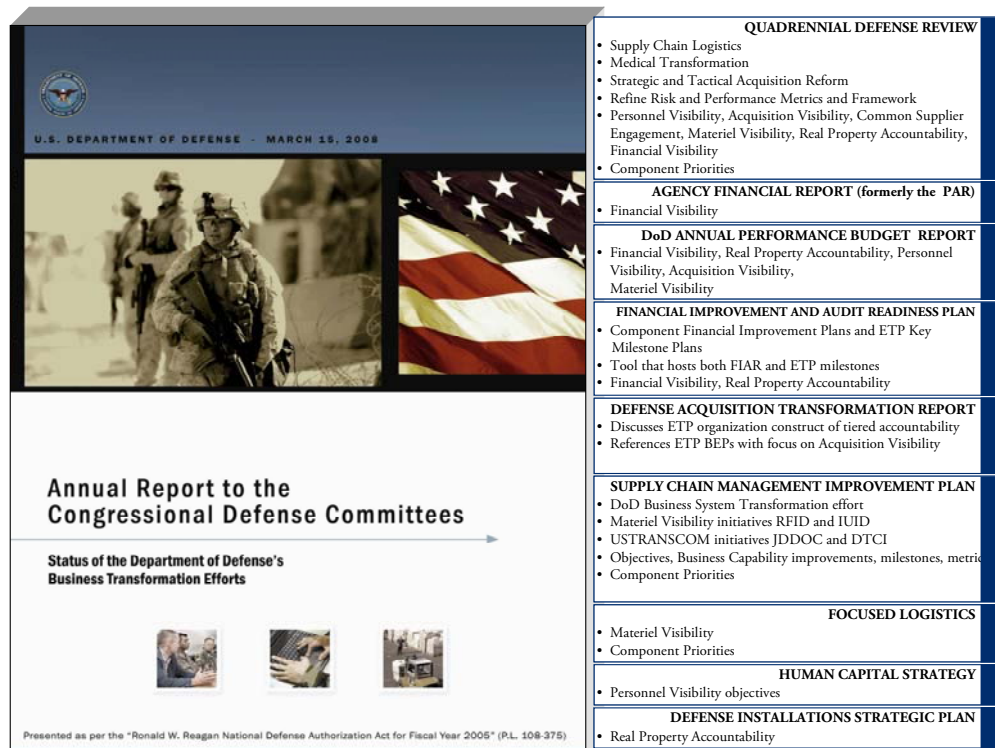 U.S. DEPARTMENT OF DEFENSE - MARCH 15, 2008
Annual Report to the
Congressional Defense Committees
Status of the Department of Defense's
Business Transformation Efforts
Presented as per the "Ronald W. Reagan National Defense Authorization Act for Fiscal Year 2005" (P.L. 108-375)
QUADRENNIAL DEFENSE REVIEW
• Supply Chain Logistics
• Medical Transformation
• Strategic and Tactical Acquisition Reform
• Refine Risk and Performance Metrics and Framework
• Personnel Visibility, Acquisition Visibility, Common Supplier
Engagement, Materiel Visibility, Real Property Accountability,
Financial Visibility
• Component Priorities
AGENCY FINANCIAL REPORT (formerly the PAR)
• Financial Visibility
DoD ANNUAL PERFORMANCE BUDGET REPORT
• Financial Visibility, Real Property Accountability, Personnel
Visibility, Acquisition Visibility,
Materiel Visibility
FINANCIAL IMPROVEMENT AND AUDIT READINESS PLAN
• Component Financial Improvement Plans and ETP Key
Milestone Plans
• Tool that hosts both FIAR and ETP milestones
• Financial Visibility, Real Property Accountability
DEFENSE ACQUISITION TRANSFORMATION REPORT
• Discusses ETP organization construct of tiered accountability
• References ETP BEPs with focus on Acquisition Visibility
SUPPLY CHAIN MANAGEMENT IMPROVEMENT PLAN
• DoD Business System Transformation effort
• Materiel Visibility initiatives RFID and IUID
• USTRANSCOM initiatives JDDOC and DTCI
• Objectives, Business Capability improvements, milestones, metric
• Component Priorities
FOCUSED LOGISTICS
• Materiel Visibility
• Component Priorities
HUMAN CAPITAL STRATEGY
• Personnel Visibility objectives
DEFENSE INSTALLATIONS STRATEGIC PLAN
• Real Property Accountability